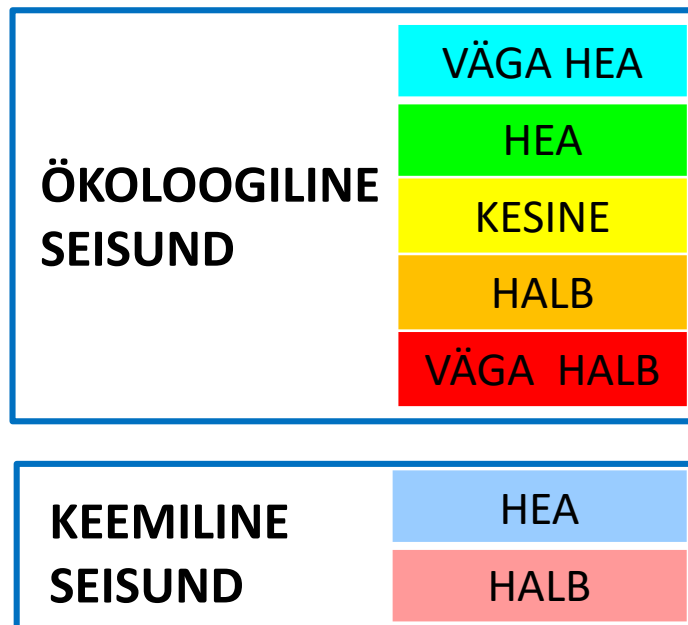 ÖKOLOOGILINE
SEISUND
VÄGA HEA
HEA
KESINE
HALB
VÄGA HALB
KEEMILINE
SEISUND
HEA
HALB